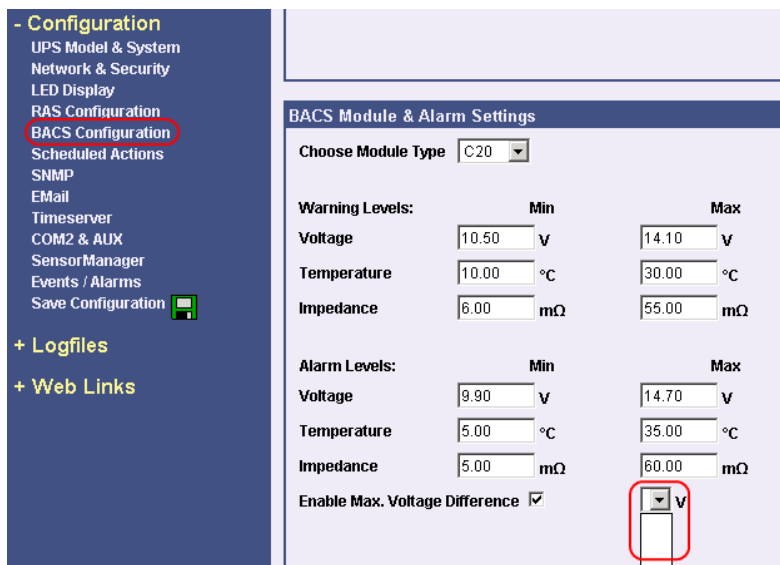 - Configuration
UPS Model & System
Network & Security
LED Display
RAS Configuration
BACS Configuration
Scheduled Actions
SNMP
EMail
Timeserver
COM2 & AUX
SensorManager
Events / Alarms
Save Configuration
+ Logfiles
+ Web Links
BACS Module & Alarm Settings
Choose Module Type C20
Warning Levels: Min Max
Voltage 10.50 V 14.10 V
Temperature 10.00 °C 30.00 °C
Impedance 6.00 mΩ 55.00 mΩ
Alarm Levels: Min Max
Voltage 9.90 V 14.70 V
Temperature 5.00 °C 35.00 °C
Impedance 5.00 mΩ 60.00 mΩ
Enable Max. Voltage Difference V